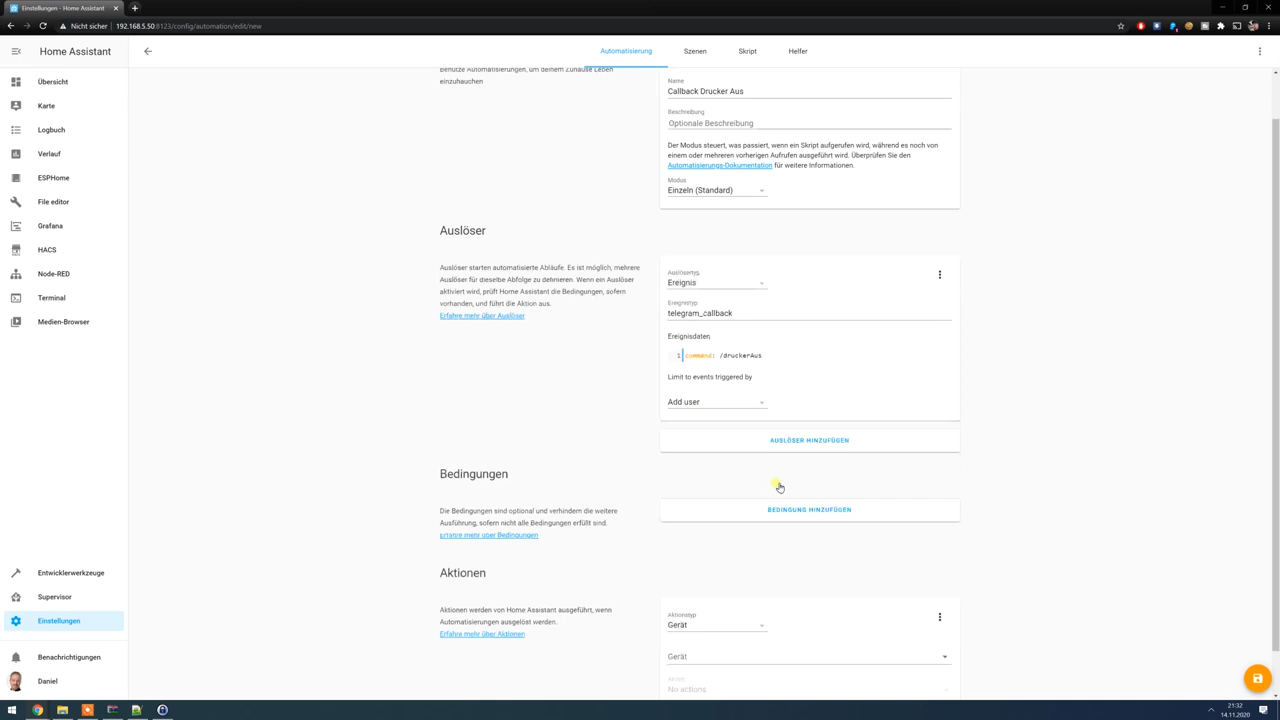 Einstellungen - Home Assistant
Nicht sicher
192.168.5.50:8123/config/automation/edit/new
Home Assistant
Automatisierung
Szenen
Skript
Helfer
Übersicht
Karte
Logbuch
Verlauf
ESPHome
File editor
Grafana
HACS
Node-RED
Terminal
Medien-Browser
Entwicklerwerkzeuge
Supervisor
Einstellungen
Benachrichtigungen
Daniel
benutze Automatisierungen, um deinem Zuhause Leben
einzuhauchen
Name
Callback Drucker Aus
Beschreibung
Optionale Beschreibung
Der Modus steuert, was passiert, wenn ein Skript aufgerufen wird, während es noch von
einem oder mehreren vorherigen Aufrufen ausgeführt wird. Überprüfen Sie den
Automatisierungs-Dokumentation für weitere Informationen.
Modus
Einzeln (Standard)
Auslöser
Auslöser starten automatisierte Abläufe. Es ist möglich, mehrere
Auslöser für dieselbe Abfolge zu definieren. Wenn ein Auslöser
aktiviert wird, prüft Home Assistant die Bedingungen, sofern
vorhanden, und führt die Aktion aus.
Erfahre mehr über Auslöser
Auslösertyp
Ereignis
Ereignistyp
telegram_callback
Ereignisdaten
1 command: /druckerAus
Limit to events triggered by
Add user
AUSLÖSER HINZUFÜGEN
Bedingungen
Die Bedingungen sind optional und verhindern die weitere
Ausführung, sofern nicht alle Bedingungen erfüllt sind.
Erfahre mehr über Bedingungen
BEDINGUNG HINZUFÜGEN
Aktionen
Aktionen werden von Home Assistant ausgeführt, wenn
Automatisierungen ausgelöst werden.
Erfahre mehr über Aktionen
Aktionstyp
Gerät
Gerät
Aktion
No actions
21:32
14.11.2020